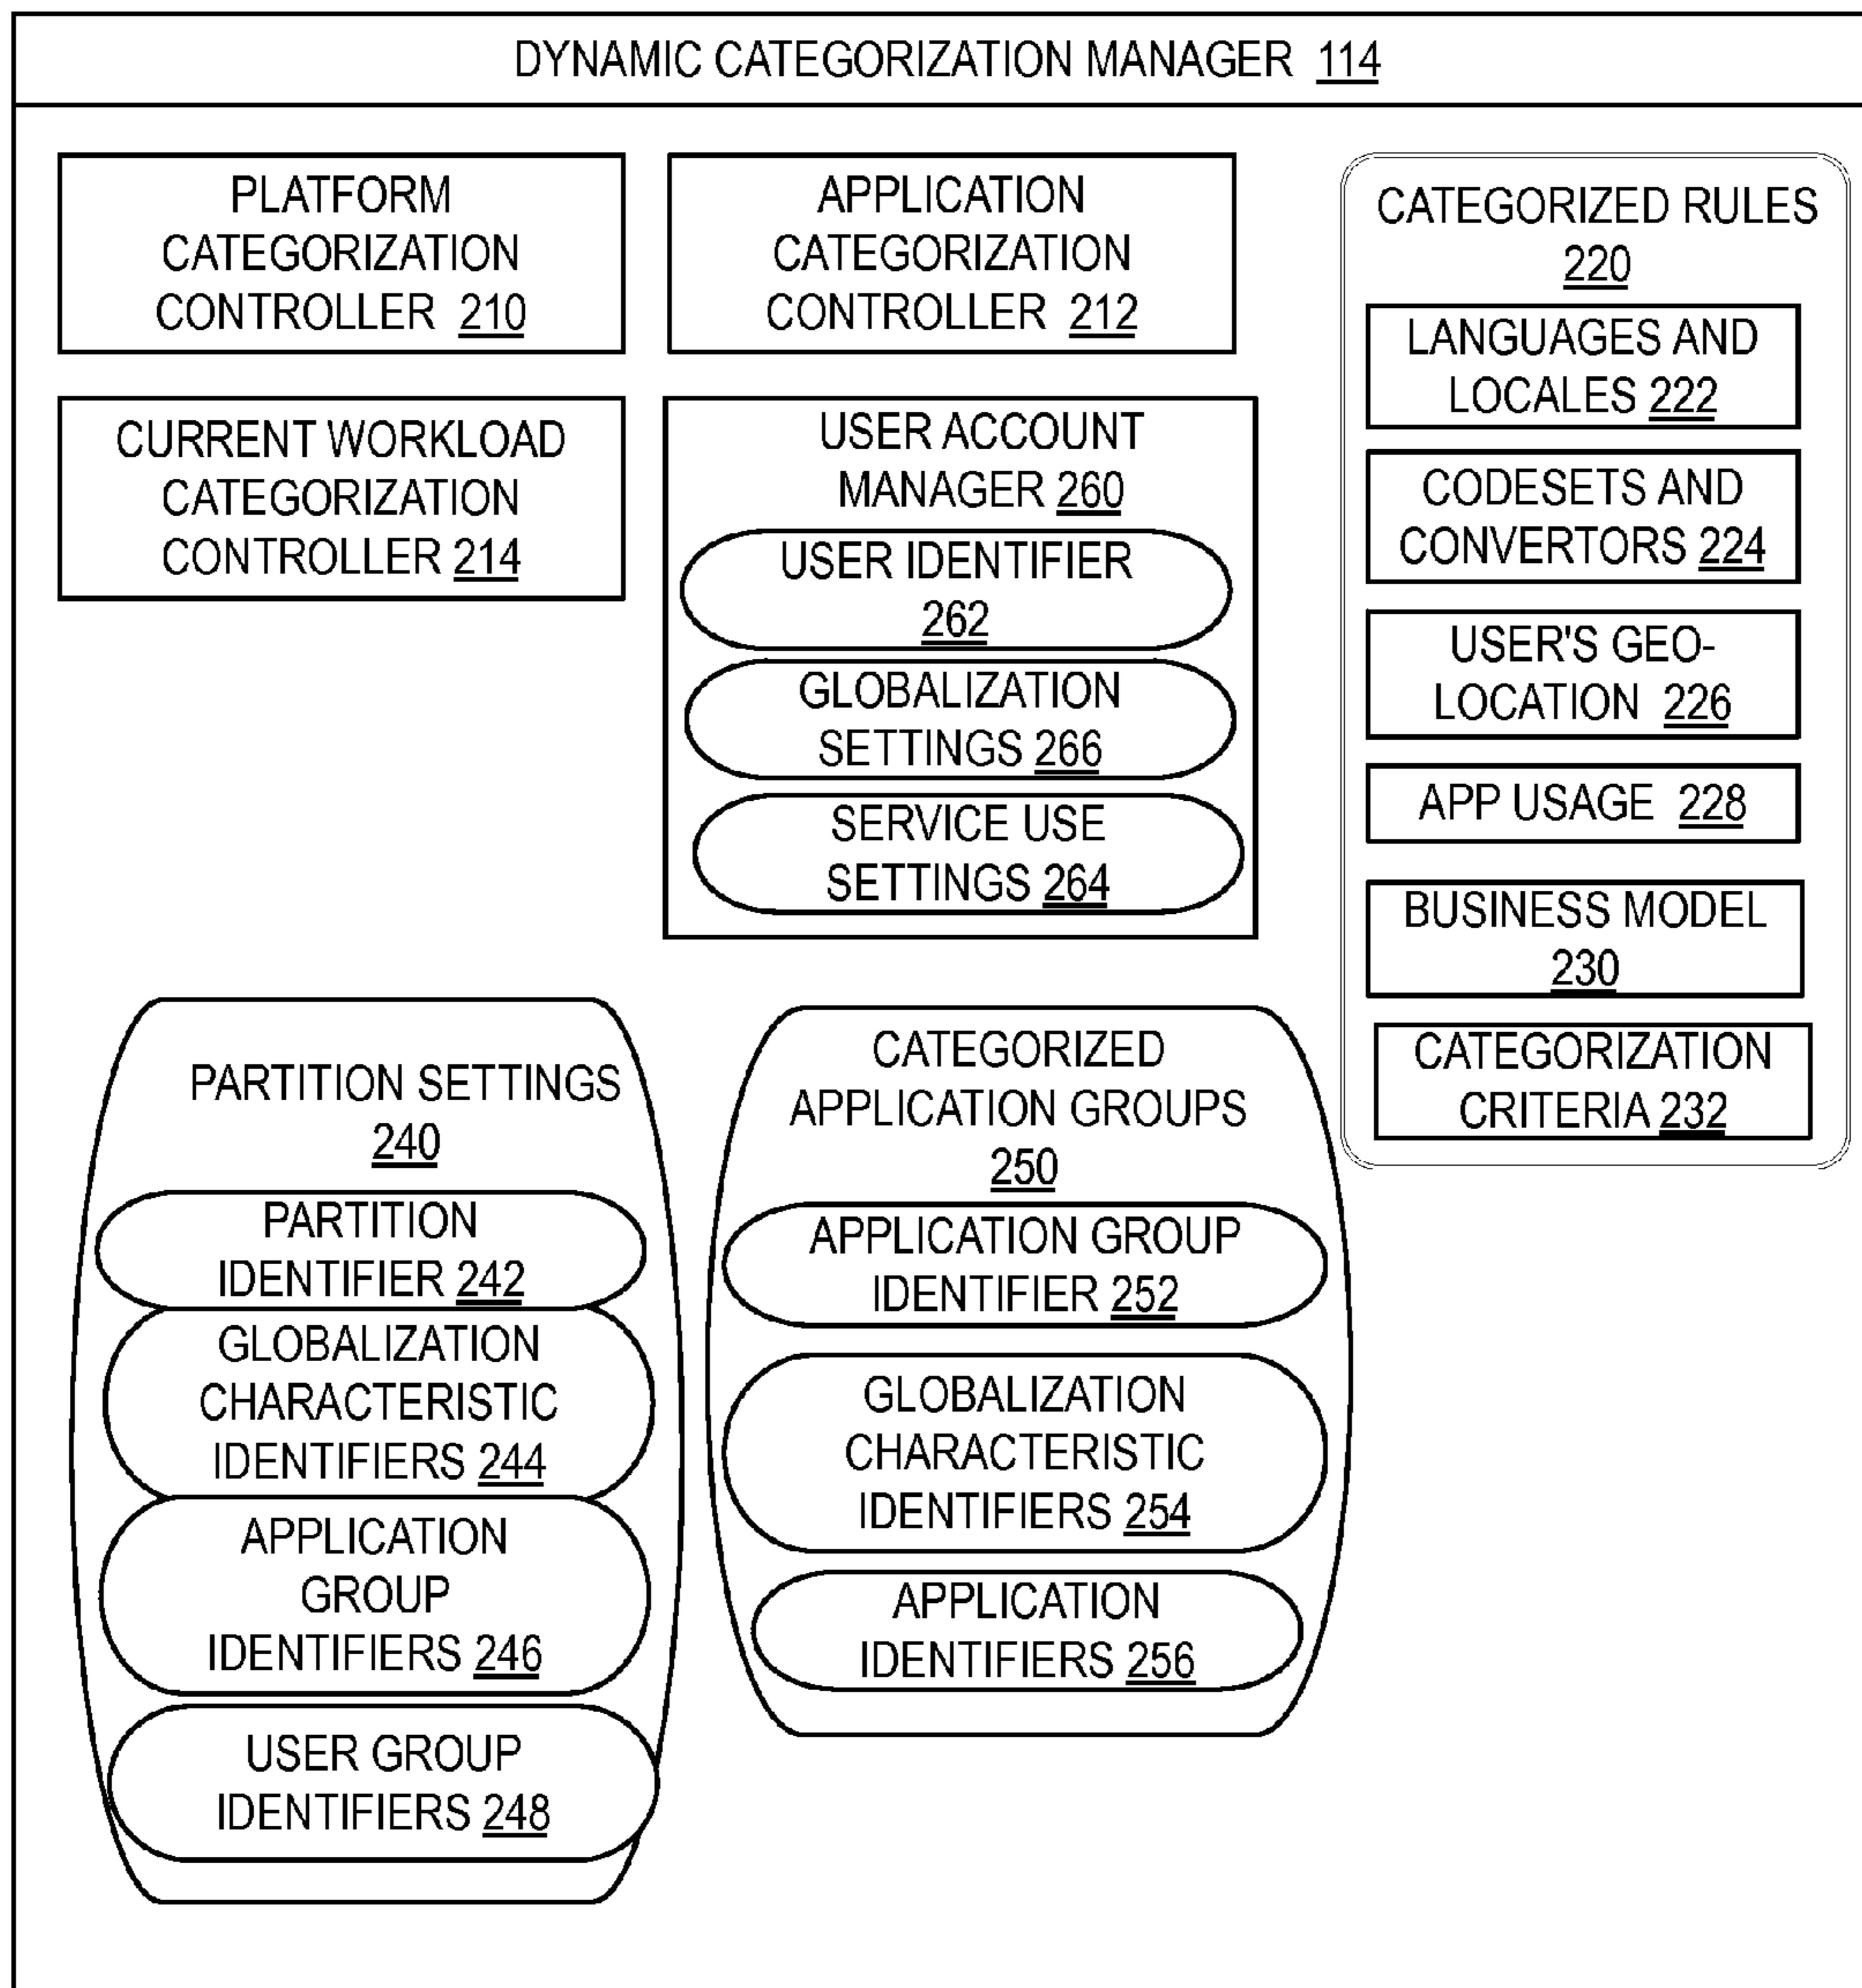 DYNAMIC CATEGORIZATION MANAGER 114
PLATFORM
CATEGORIZATION
CONTROLLER 210
APPLICATION
CATEGORIZATION
CONTROLLER 212
CURRENT WORKLOAD
CATEGORIZATION
CONTROLLER 214
USER ACCOUNT
MANAGER 260
USER IDENTIFIER
262
GLOBALIZATION
SETTINGS 266
SERVICE USE
SETTINGS 264
CATEGORIZED RULES
220
LANGUAGES AND
LOCALES 222
CODESETS AND
CONVERTORS 224
USER'S GEO-
LOCATION 226
APP USAGE 228
BUSINESS MODEL
230
CATEGORIZATION
CRITERIA 232
PARTITION SETTINGS
240
PARTITION
IDENTIFIER 242
GLOBALIZATION
CHARACTERISTIC
IDENTIFIERS 244
APPLICATION
GROUP
IDENTIFIERS 246
USER GROUP
IDENTIFIERS 248
CATEGORIZED
APPLICATION GROUPS
250
APPLICATION GROUP
IDENTIFIER 252
GLOBALIZATION
CHARACTERISTIC
IDENTIFIERS 254
APPLICATION
IDENTIFIERS 256